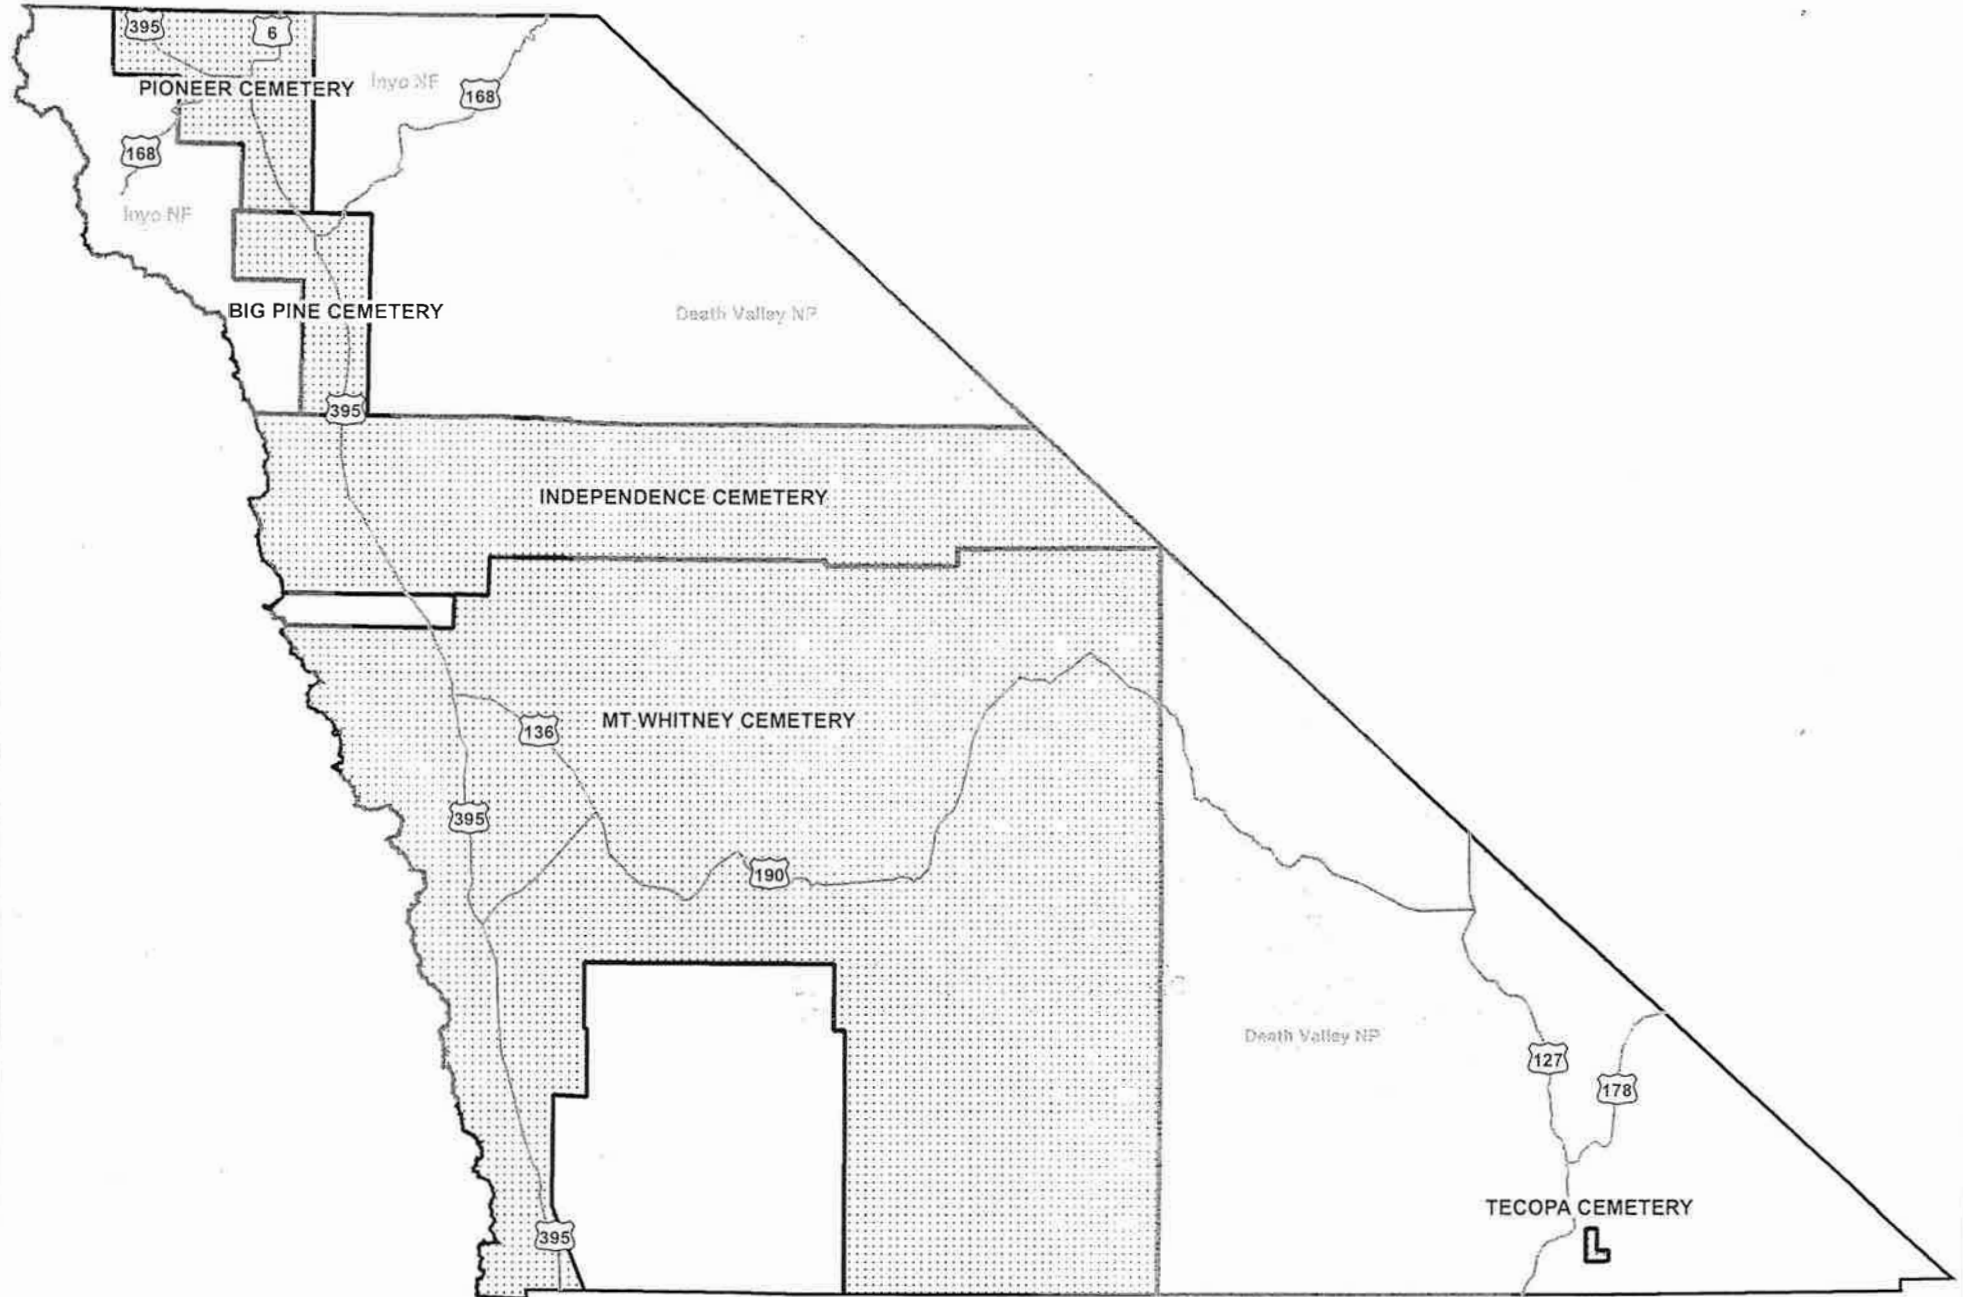 395
6
Inyo NF
PIONEER CEMETERY
168
168
Inyo NF
BIG PINE CEMETERY
Death Valley NP
395
INDEPENDENCE CEMETERY
MT WHITNEY CEMETERY
136
395
190
Death Valley NP
127
178
TECOPA CEMETERY
395